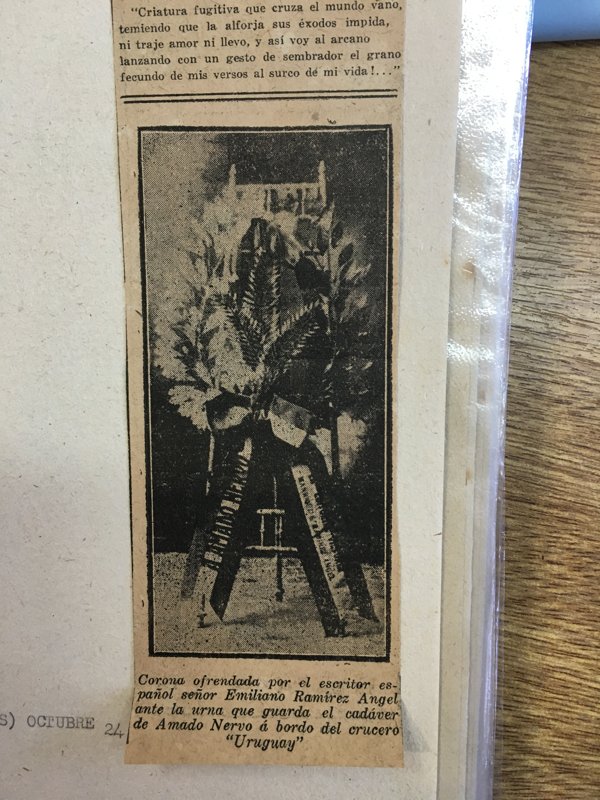 "Criatura fugitiva que cruza el mundo vano,
temiendo que la alforja sus éxodos impida,
ni traje amor ni llevo, y así voy al arcano
lanzando con un gesto de sembrador el grano
fecundo de mis versos al surco de mi vida!..."
Corona ofrendada por el escritor es-
pañol señor Emiliano Ramírez Angel
ante la urna que guarda el cadáver
de Amado Nervo á bordo del crucero
"Uruguay"
S) OCTUBRE 24